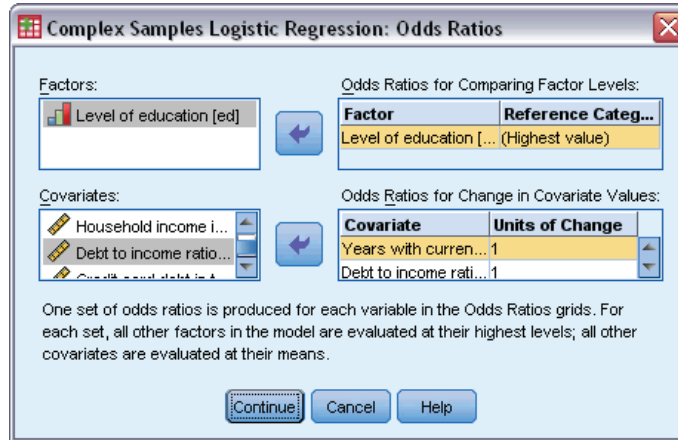 Complex Samples Logistic Regression: Odds Ratios
Factors:
Level of education [ed]
Odds Ratios for Comparing Factor Levels:
Factor Reference Categ...
Level of education [... (Highest value)
Covariates:
Household income i...
Debt to income ratio...
Credit card debt in t...
Odds Ratios for Change in Covariate Values:
Covariate Units of Change
Years with curren... 1
Debt to income rati... 1
One set of odds ratios is produced for each variable in the Odds Ratios grids. For
each set, all other factors in the model are evaluated at their highest levels; all other
covariates are evaluated at their means.
Continue Cancel Help